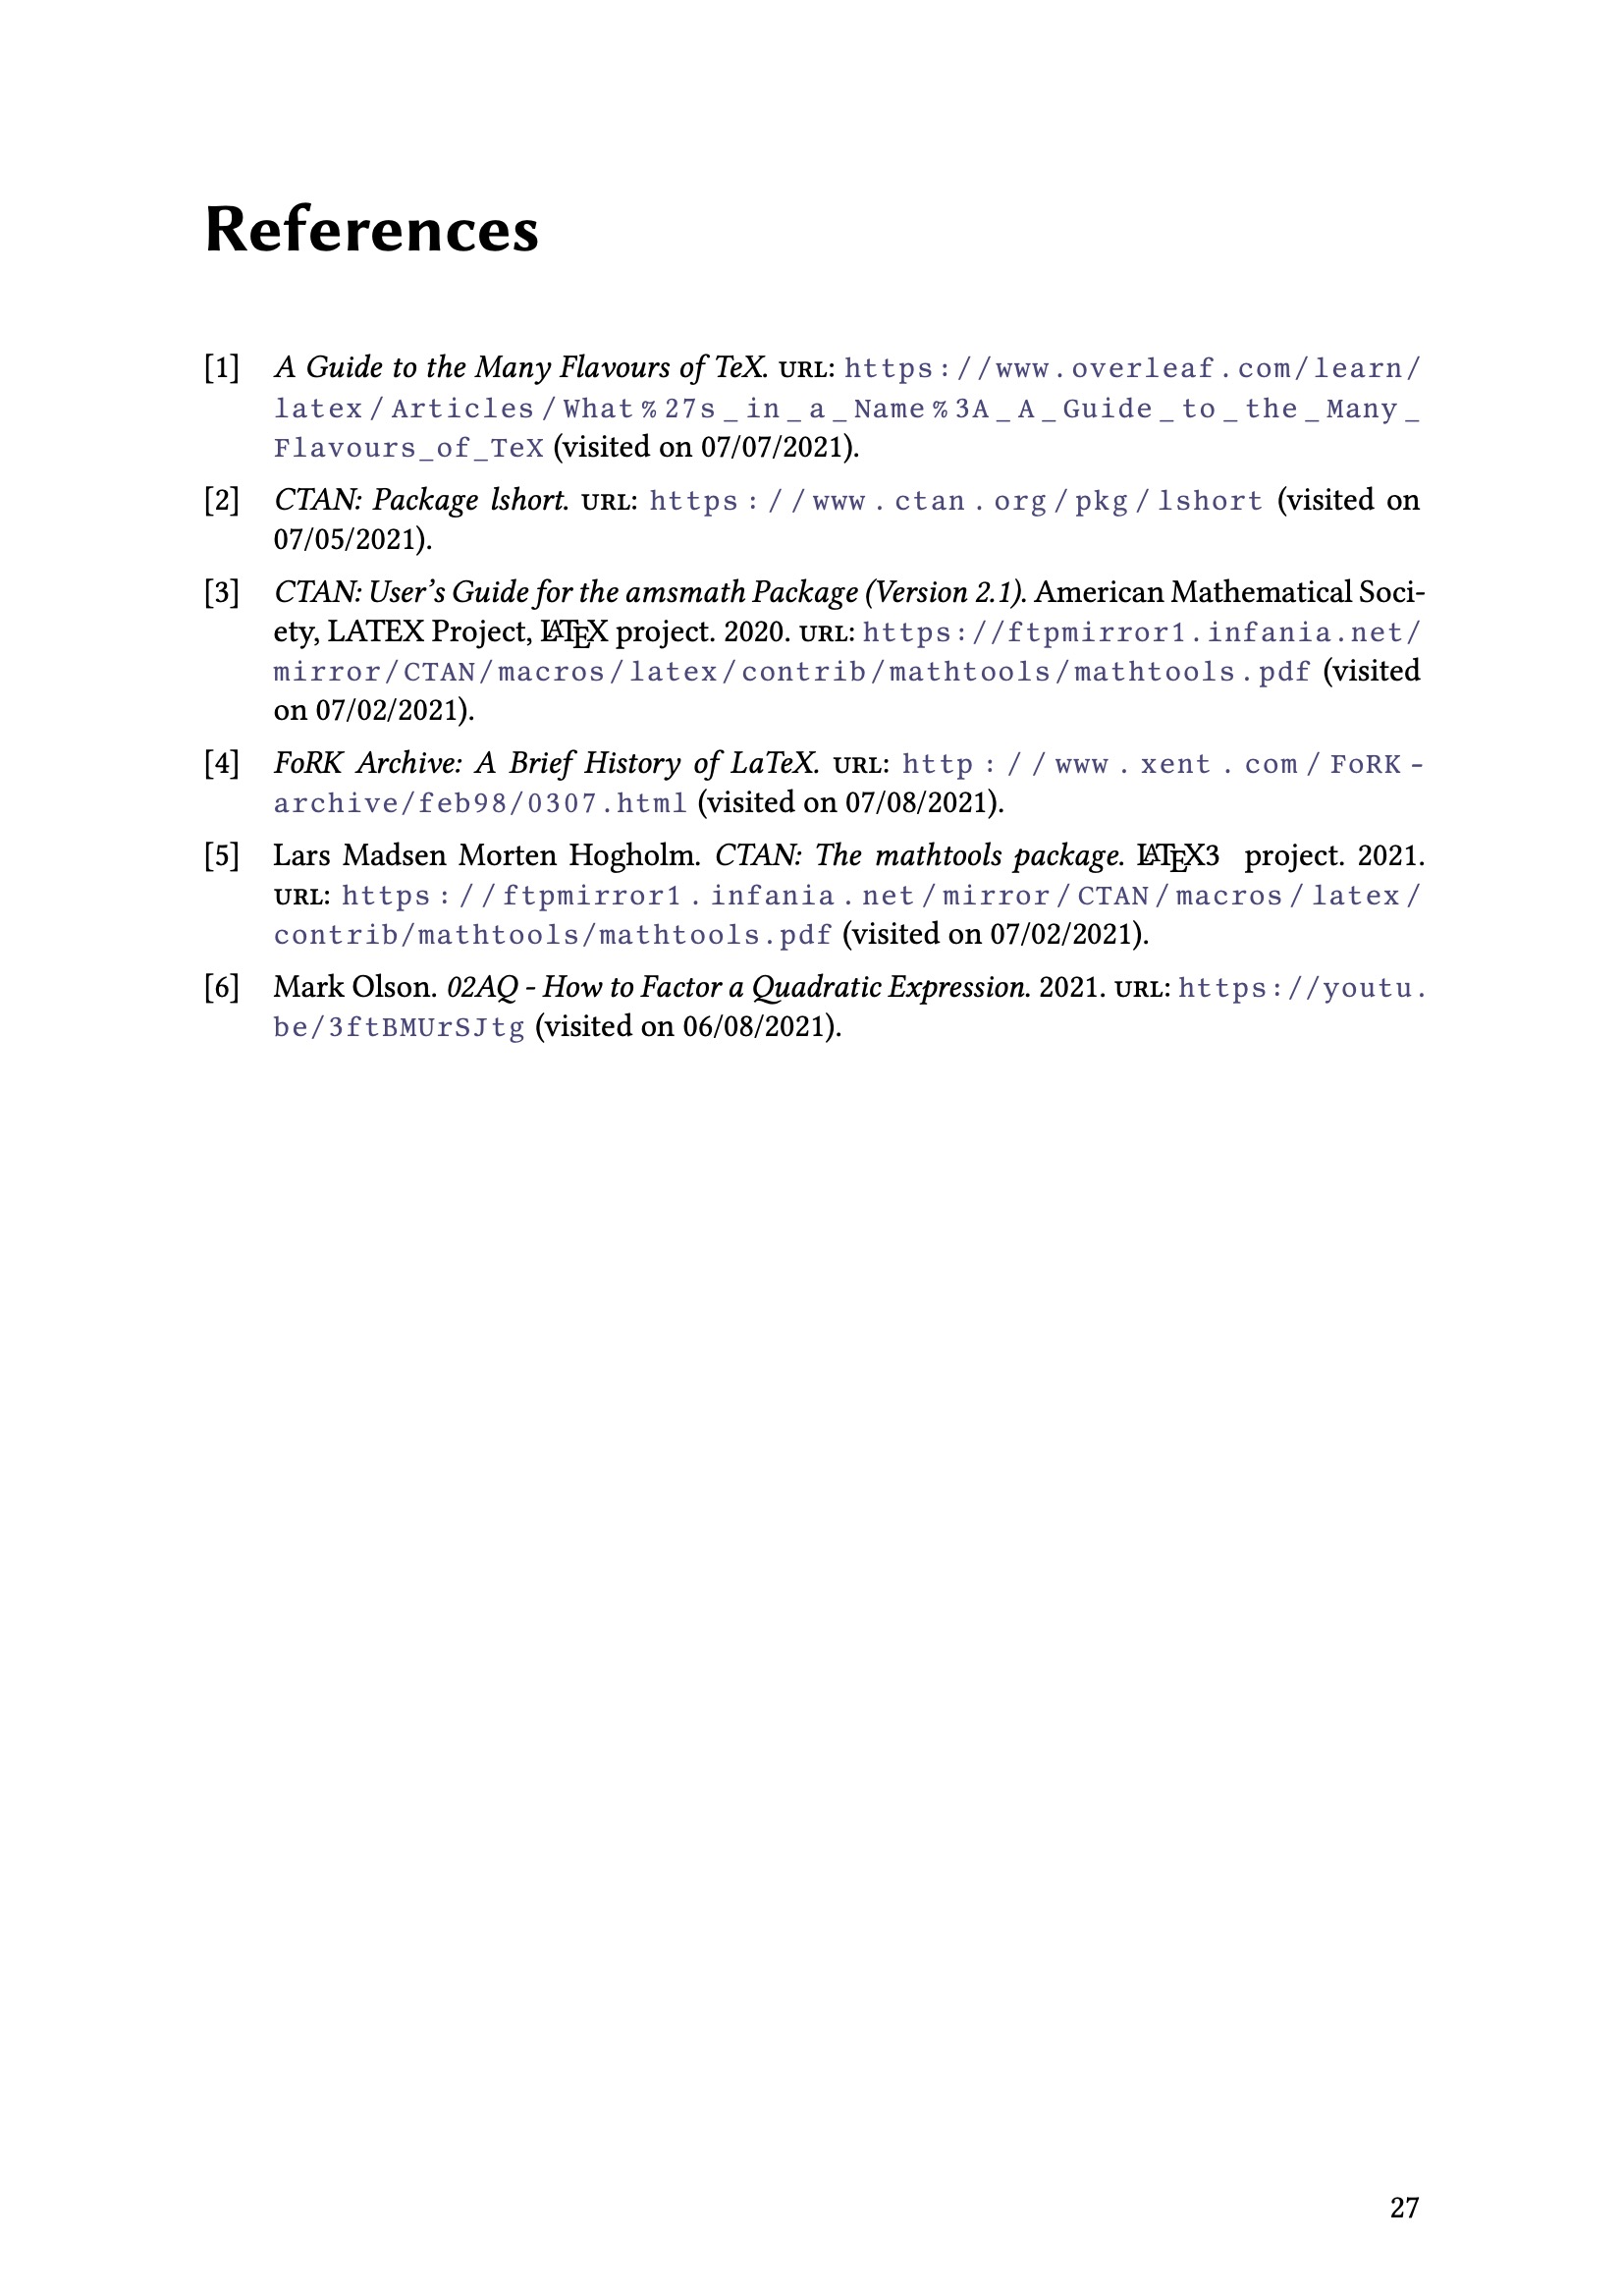 References
[1] A Guide to the Many Flavours of TeX. URL: https://www.overleaf.com/learn/
latex/Articles/What%27s_in_a_Name%3A_A_Guide_to_the_Many_
Flavours_of_TeX (visited on 07/07/2021).
[2] CTAN: Package lshort. URL: https://www.ctan.org/pkg/lshort (visited on
07/05/2021).
[3] CTAN: User’s Guide for the amsmath Package (Version 2.1). American Mathematical Soci-
ety, LATEX Project, LATEX project. 2020. URL: https://ftpmirror1.infania.net/
mirror/CTAN/macros/latex/contrib/mathtools/mathtools.pdf (visited
on 07/02/2021).
[4] FoRK Archive: A Brief History of LaTeX. URL: http://www.xent.com/FoRK-
archive/feb98/0307.html (visited on 07/08/2021).
[5] Lars Madsen Morten Hogholm. CTAN: The mathtools package. LATEX3 project. 2021.
URL: https://ftpmirror1.infania.net/mirror/CTAN/macros/latex/
contrib/mathtools/mathtools.pdf (visited on 07/02/2021).
[6] Mark Olson. 02AQ - How to Factor a Quadratic Expression. 2021. URL: https://youtu.
be/3ftBMUrSJtg (visited on 06/08/2021).
27